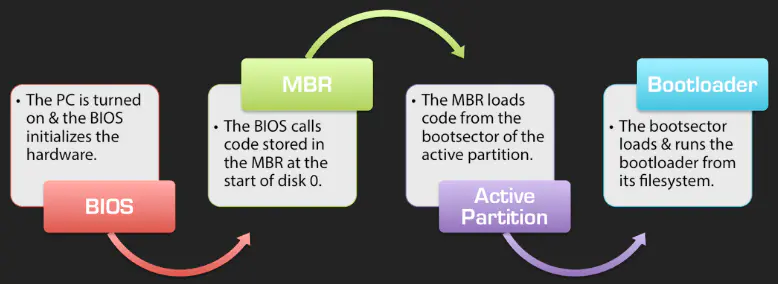 • The PC is turned
on & the BIOS
initializes the
hardware.
BIOS
MBR
• The BIOS calls
code stored in
the MBR at the
start of disk 0.
• The MBR loads
code from the
bootsector of the
active partition.
Active
Partition
Bootloader
• The bootsector
loads & runs the
bootloader from
its filesystem.